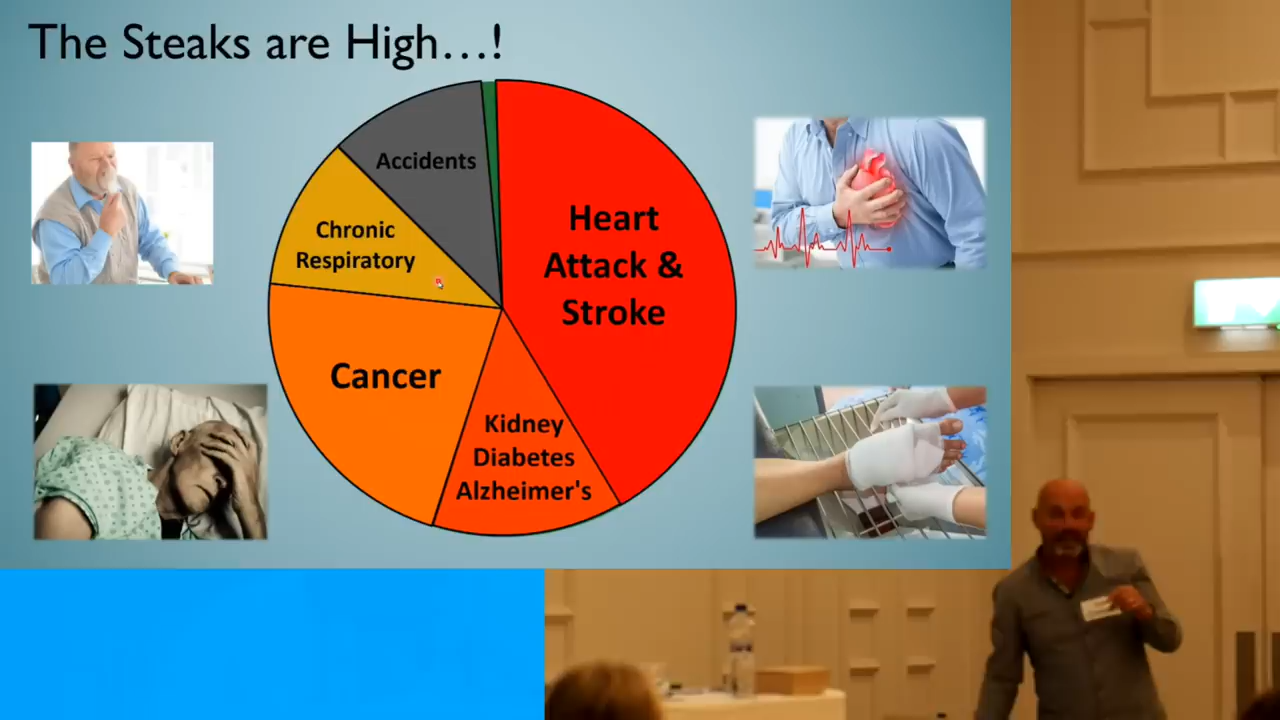 The Steaks are High...!
Accidents
Chronic
Respiratory
Heart
Attack &
Stroke
Cancer
Kidney
Diabetes
Alzheimer's